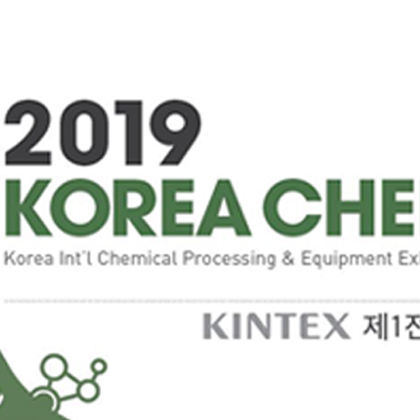 2019
KOREA CHE
Korea Int'l Chemical Processing & Equipment Ex
KINTEX 제1전